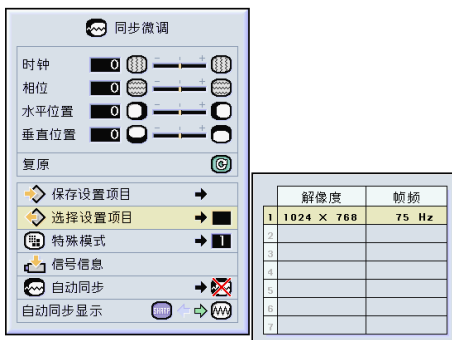 同步微调
时钟 0
相位 0
水平位置 0
垂直位置 0
复原
保存设置项目
选择设置项目
特殊模式 1
信号信息
自动同步
自动同步显示
解像度 帧频
1 1024 × 768 75 Hz
2
3
4
5
6
7